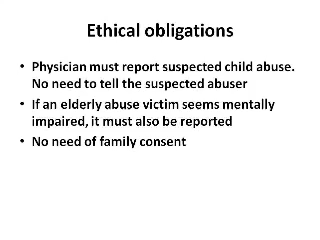 Ethical obligations
• Physician must report suspected child abuse.
No need to tell the suspected abuser
• If an elderly abuse victim seems mentally
impaired, it must also be reported
• No need of family consent